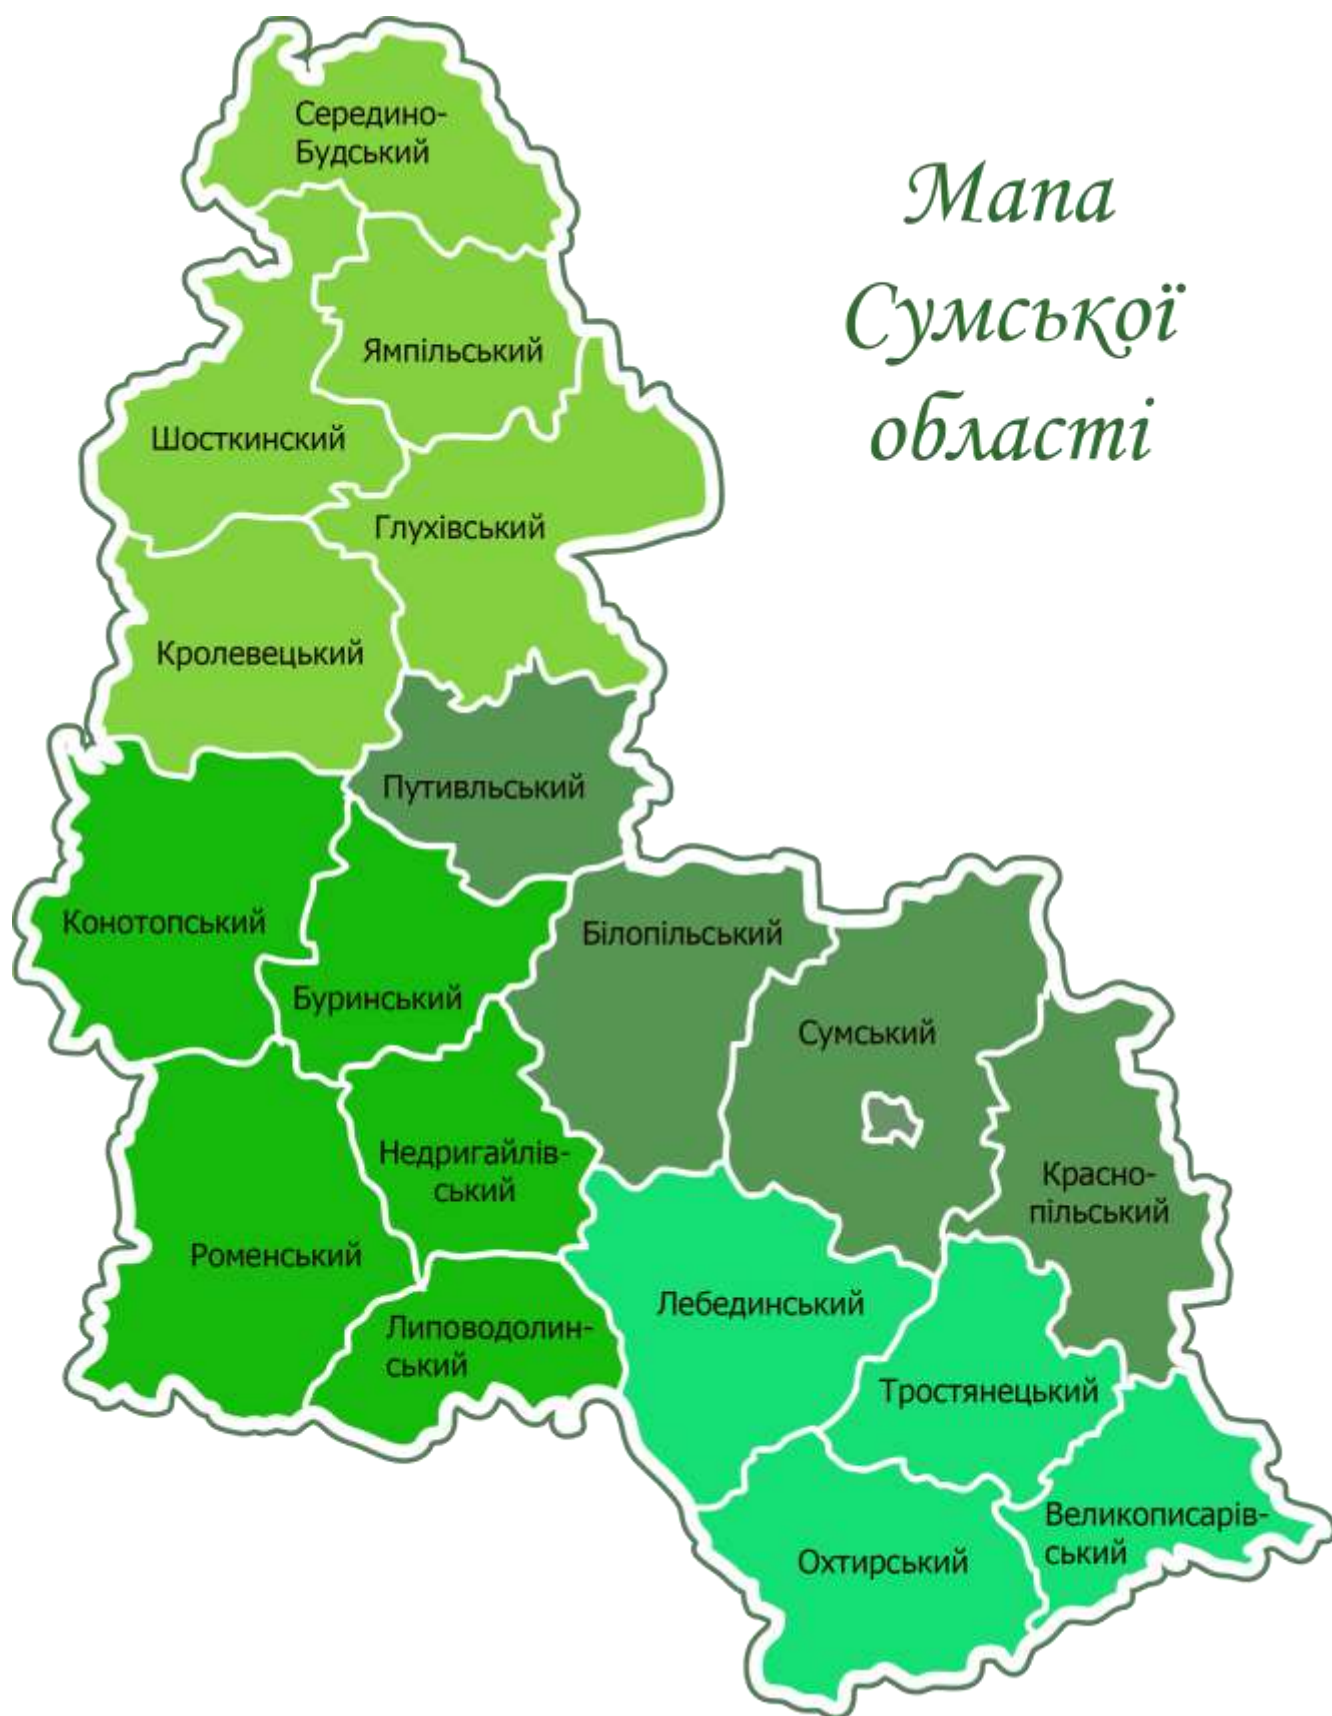 Мапа
Сумської
області
Середино-
Будський
Ямпільський
Шосткинский
Глухівський
Кролевецький
Путивльський
Конотопський
Білопільський
Буринський
Сумський
Недригайлів-
ський
Красно-
пільський
Роменський
Лебединський
Липоводолин-
ський
Тростянецький
Великописарів-
ський
Охтирський